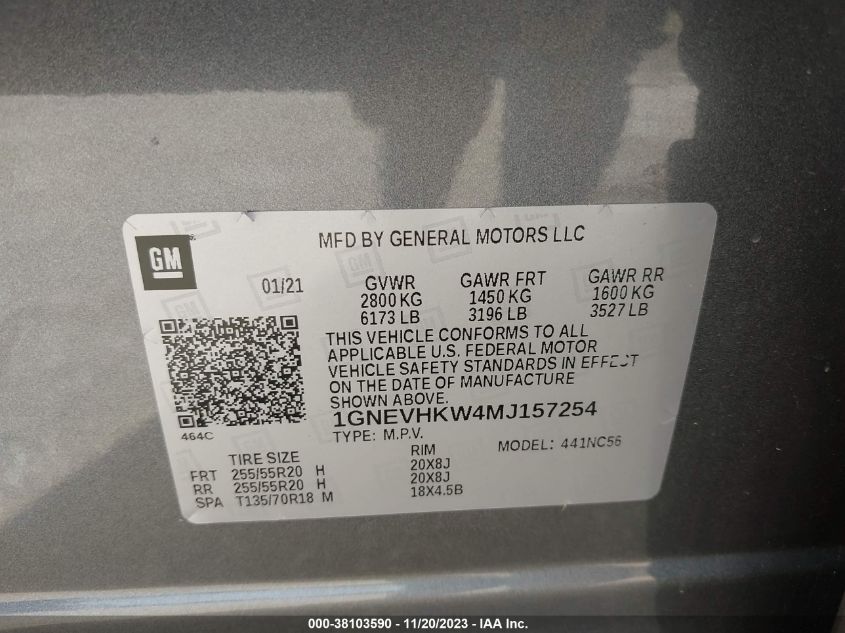 GM
MFD BY GENERAL MOTORS LLC
01/21
GVWR GAWR FRT GAWR RR
2800 KG 1450 KG 1600 KG
6173 LB 3196 LB 3527 LB
THIS VEHICLE CONFORMS TO ALL
APPLICABLE U.S. FEDERAL MOTOR
VEHICLE SAFETY STANDARDS IN EFFECT
ON THE DATE OF MANUFACTURE
SHOWN ABOVE.
1GNEVHKW4MJ157254
464C
TYPE: M.P.V. MODEL: 441NC56
TIRE SIZE RIM
FRT 255/55R20 H 20X8J
RR 255/55R20 H 20X8J
SPA T135/70R18 M 18X4.5B
000-38103590 - 11/20/2023 - IAA Inc.